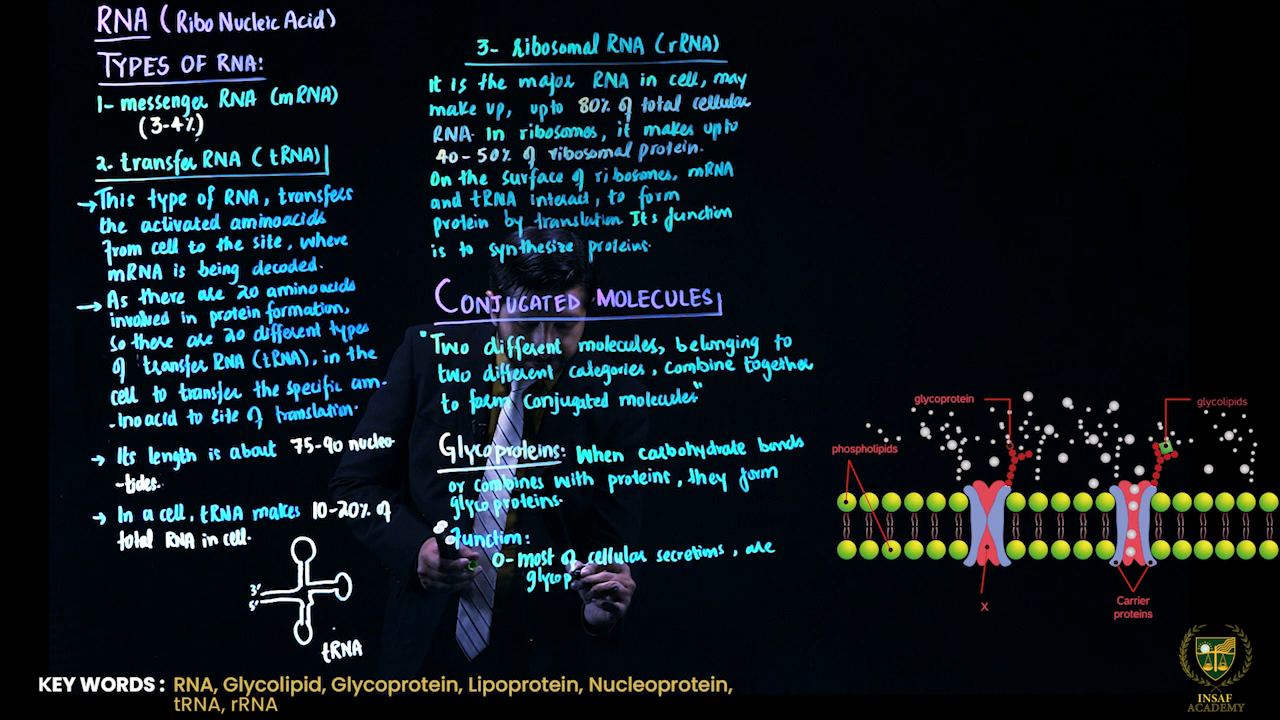 RNA (Ribo Nucleic Acid)
TYPES OF RNA:
1- messenger RNA (mRNA)
(3-4%)
2- transfer RNA (tRNA)
→ This type of RNA, transfers
the activated aminoacids
from cell to the site, where
mRNA is being decoded.
→ As there are 20 aminoacids
involved in protein formation,
so there are 20 different types
of transfer RNA (tRNA), in the
cell to transfer the specific am-
-inoacid to site of translation.
→ Its length is about 75-90 nucleo-
-tides.
→ In a cell, tRNA makes 10-20% of
total RNA in cell.
3'
5'
tRNA
3- Ribosomal RNA (rRNA)
It is the major RNA in cell, may
make up, upto 80% of total cellular
RNA. In ribosomes, it makes upto
40-50% of ribosomal protein.
On the surface of ribosomes, mRNA
and tRNA interact, to form
protein by translation It's function
is to synthesize proteins.
CONJUGATED MOLECULES
"Two different molecules, belonging to
two different categories, combine together
to form conjugated molecules"
Glycoproteins: When carbohydrate bonds
or combines with proteins, they form
glycoproteins.
Function:
0- most of cellular secretions, are
glycop
glycoprotein
glycolipids
phospholipids
X
Carrier
proteins
KEY WORDS : RNA, Glycolipid, Glycoprotein, Lipoprotein, Nucleoprotein,
tRNA, rRNA
INSAF
ACADEMY